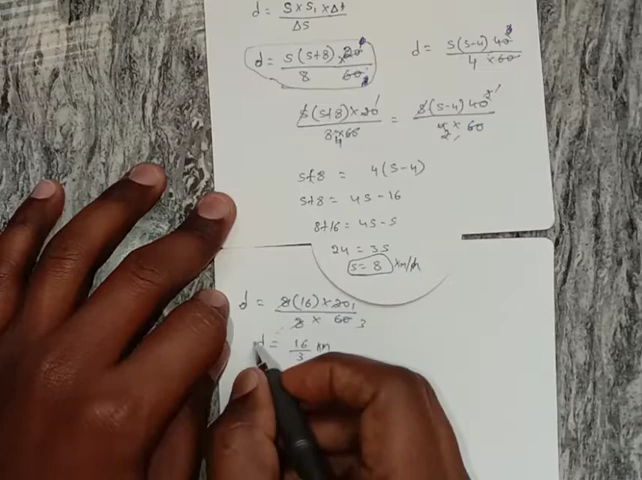 d = S × S₁ × Δt / ΔS
d = s(s+8) × 20 / 8 60
d = s(s-4) 40 / 4 × 60
s(s+8) × 20 / 8 × 60 = s(s-4) 40 / 4 × 60
s+8 = 4(s-4)
s+8 = 4s - 16
8+16 = 4s - s
24 = 3s
s = 8 km/h
d = 8(16) × 20 1 / 8 × 60 3
d = 16/3 km